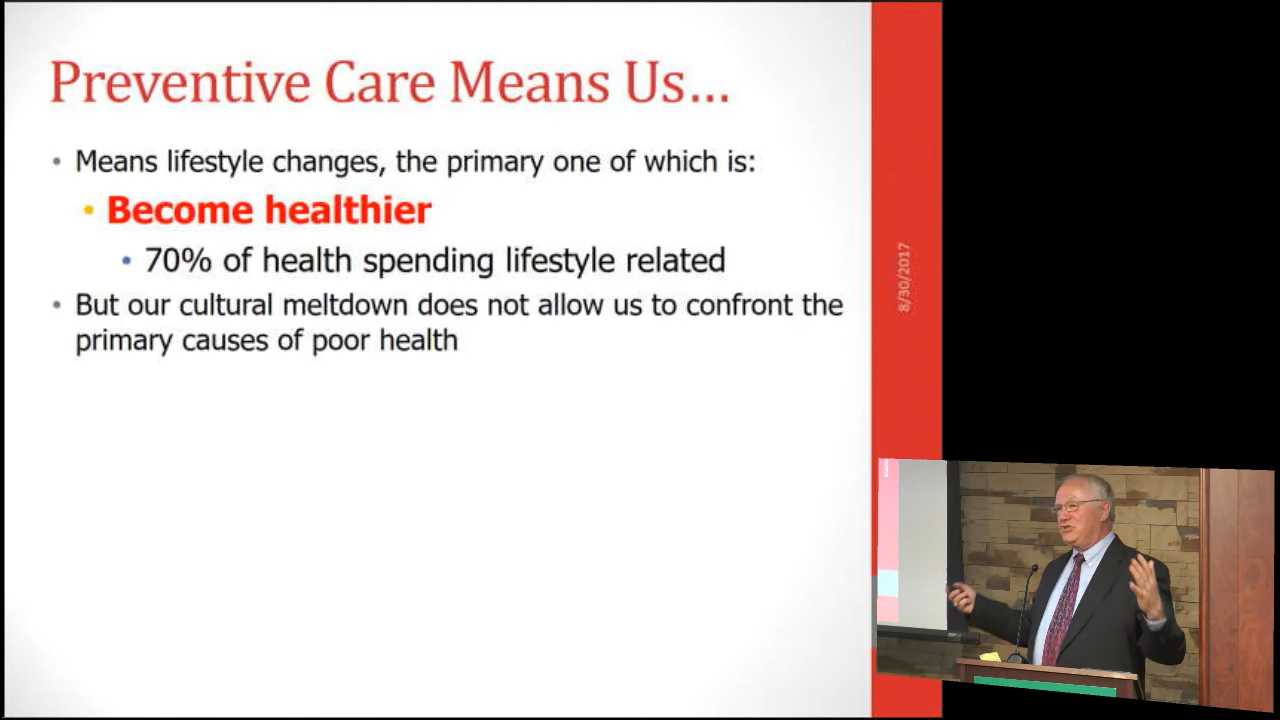 Preventive Care Means Us...
• Means lifestyle changes, the primary one of which is:
• Become healthier
• 70% of health spending lifestyle related
• But our cultural meltdown does not allow us to confront the
primary causes of poor health
8/30/2017